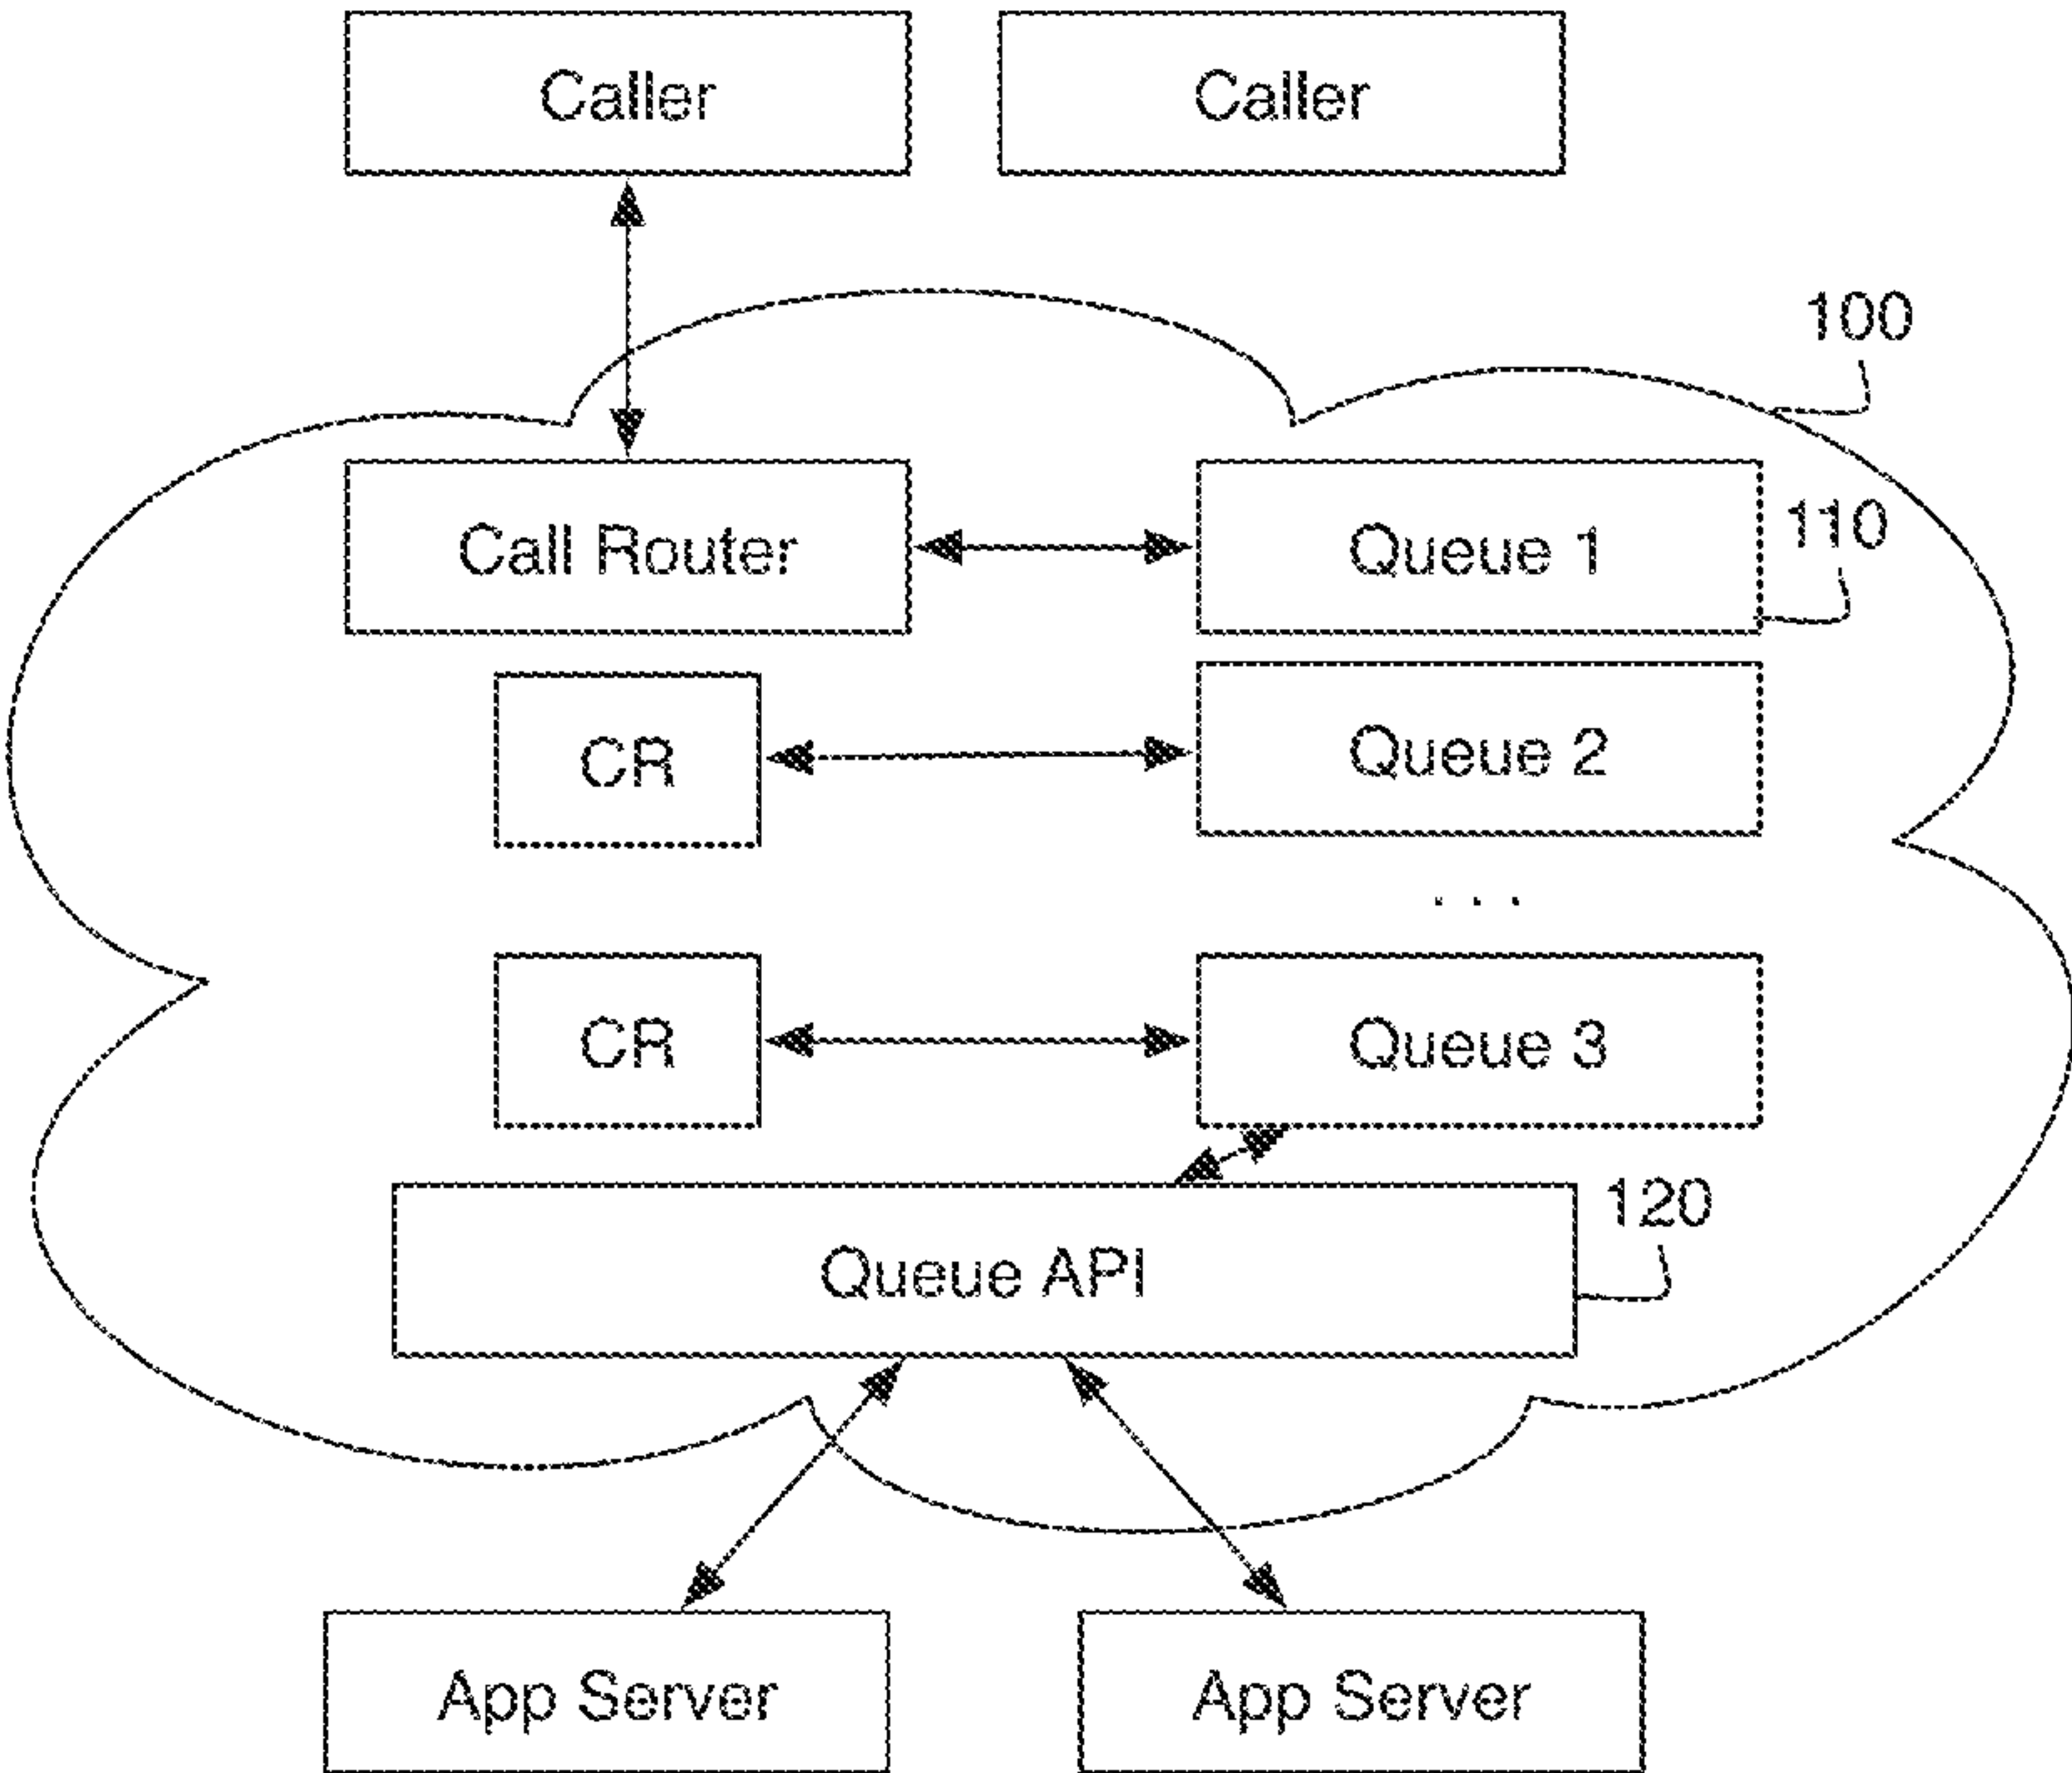 Caller
Caller
100
Call Router
Queue 1
110
CR
Queue 2
. . .
CR
Queue 3
120
Queue API
App Server
App Server